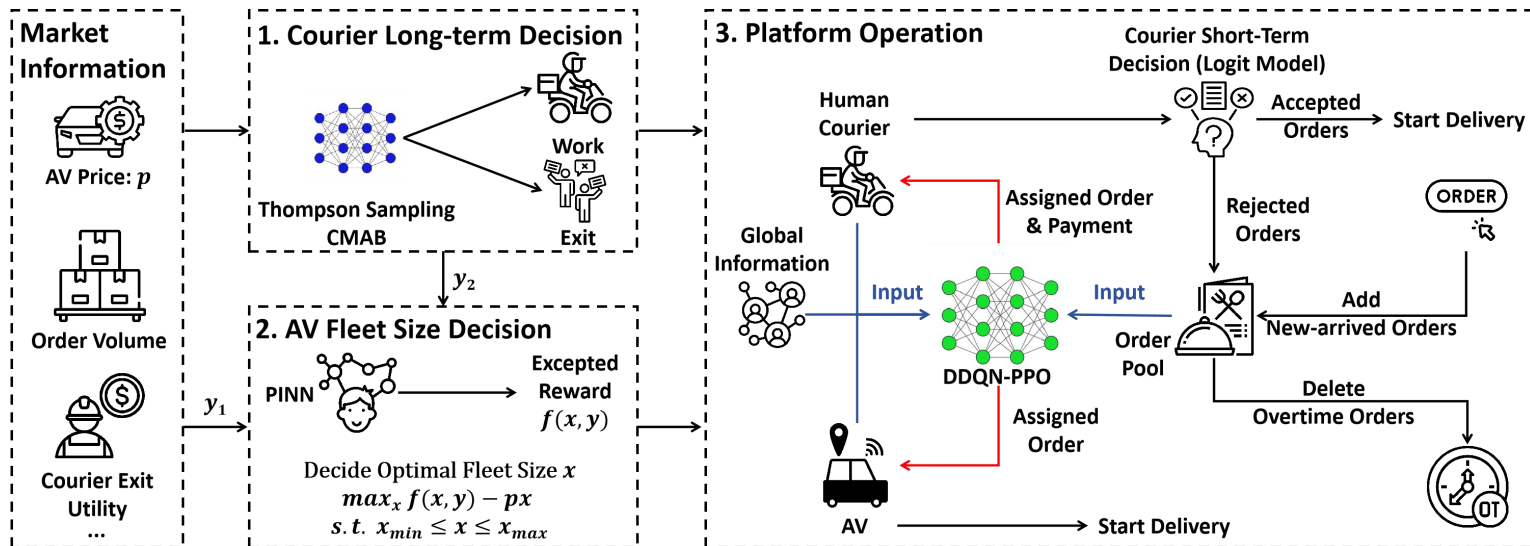 Market
Information
AV Price: p
Order Volume
Courier Exit
Utility
...
y₁
1. Courier Long-term Decision
Work
Thompson Sampling
CMAB
Exit
y₂
2. AV Fleet Size Decision
PINN
Excepted
Reward
f(x, y)
Decide Optimal Fleet Size x
maxₓ f(x, y) − px
s.t. xₘᵢₙ ≤ x ≤ xₘₐₓ
3. Platform Operation
Courier Short-Term
Decision (Logit Model)
Human
Courier
Accepted
Orders
Start Delivery
Assigned Order
& Payment
Rejected
Orders
ORDER
Global
Information
Input
Input
Add
New-arrived Orders
Order
Pool
DDQN-PPO
Delete
Overtime Orders
Assigned
Order
OT
AV
Start Delivery